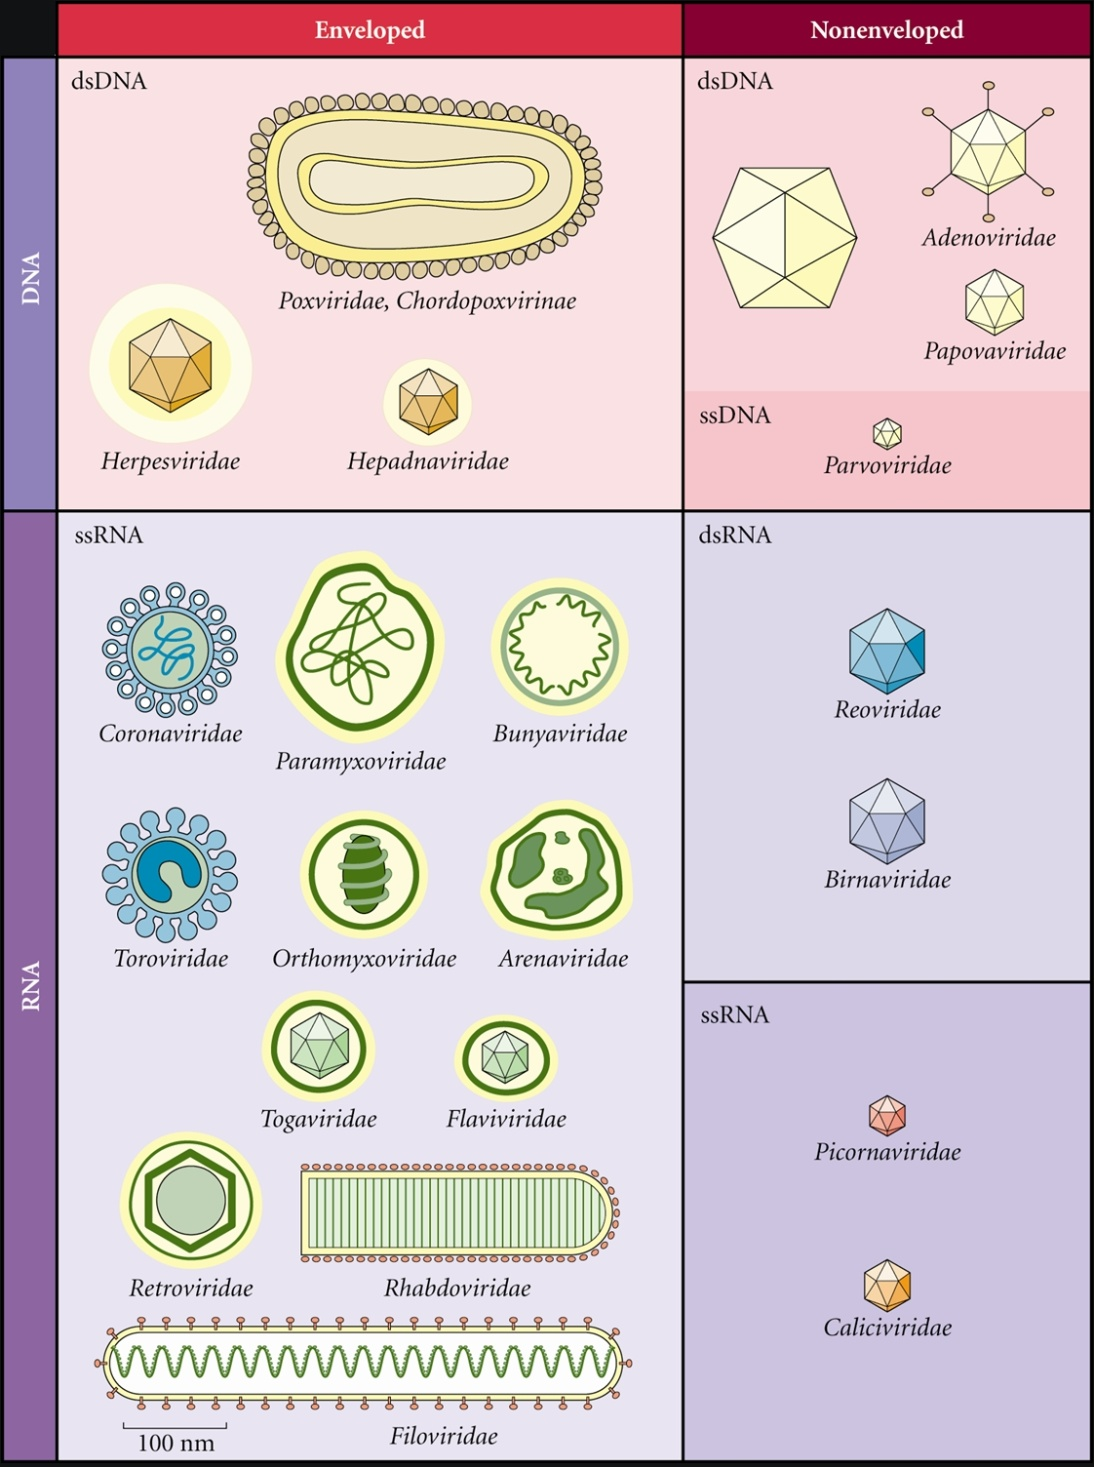 Enveloped
Nonenveloped
DNA
dsDNA
Poxviridae, Chordopoxvirinae
Herpesviridae
Hepadnaviridae
dsDNA
Adenoviridae
Papovaviridae
ssDNA
Parvoviridae
RNA
ssRNA
Coronaviridae
Paramyxoviridae
Bunyaviridae
Toroviridae
Orthomyxoviridae
Arenaviridae
Togaviridae
Flaviviridae
Retroviridae
Rhabdoviridae
Filoviridae
100 nm
dsRNA
Reoviridae
Birnaviridae
ssRNA
Picornaviridae
Caliciviridae